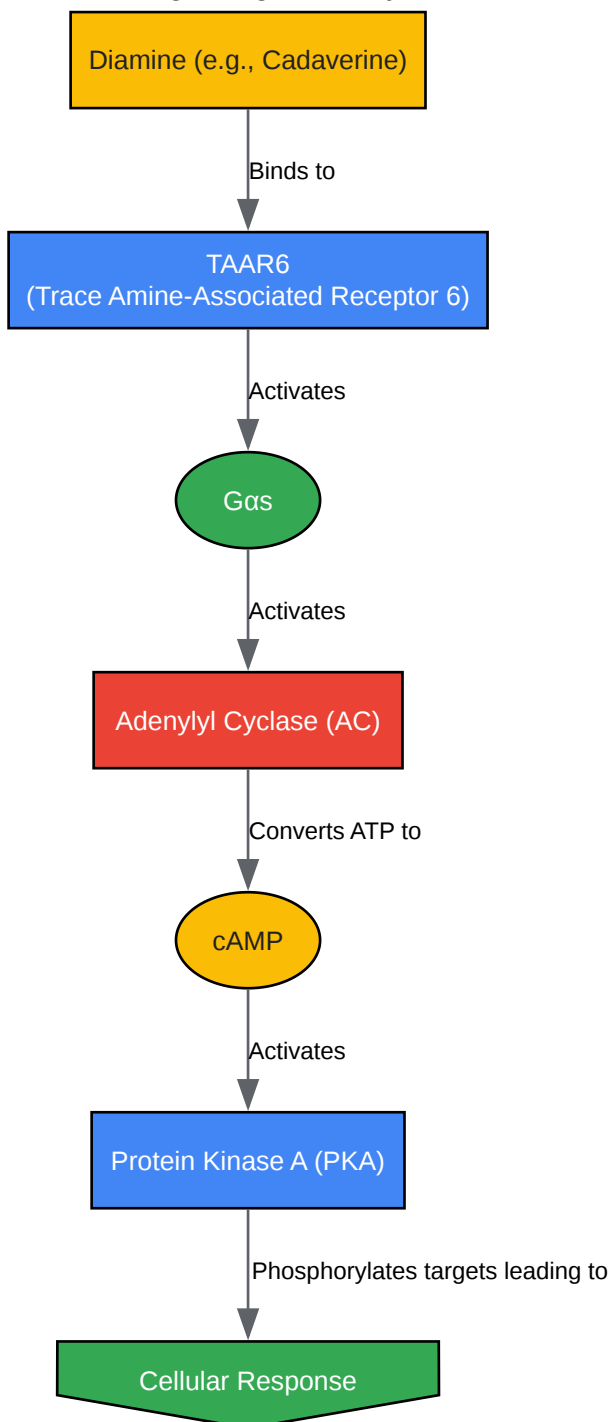 Diamine (e.g., Cadaverine)
Binds to
TAAR6
(Trace Amine-Associated Receptor 6)
Activates
Gαs
Activates
Adenylyl Cyclase (AC)
Converts ATP to
cAMP
Activates
Protein Kinase A (PKA)
Phosphorylates targets leading to
Cellular Response